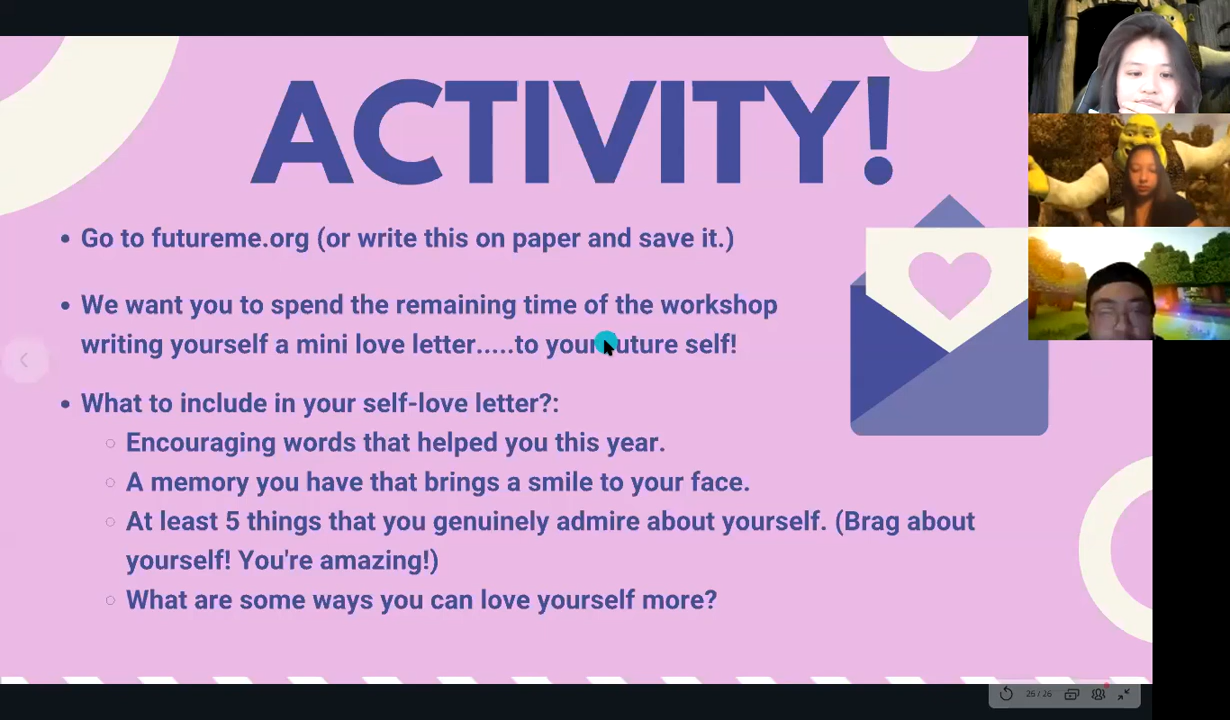 ACTIVITY!
Go to futureme.org (or write this on paper and save it.)
We want you to spend the remaining time of the workshop
writing yourself a mini love letter.....to your future self!
What to include in your self-love letter?:
Encouraging words that helped you this year.
A memory you have that brings a smile to your face.
At least 5 things that you genuinely admire about yourself. (Brag about
yourself! You're amazing!)
What are some ways you can love yourself more?
26 / 26